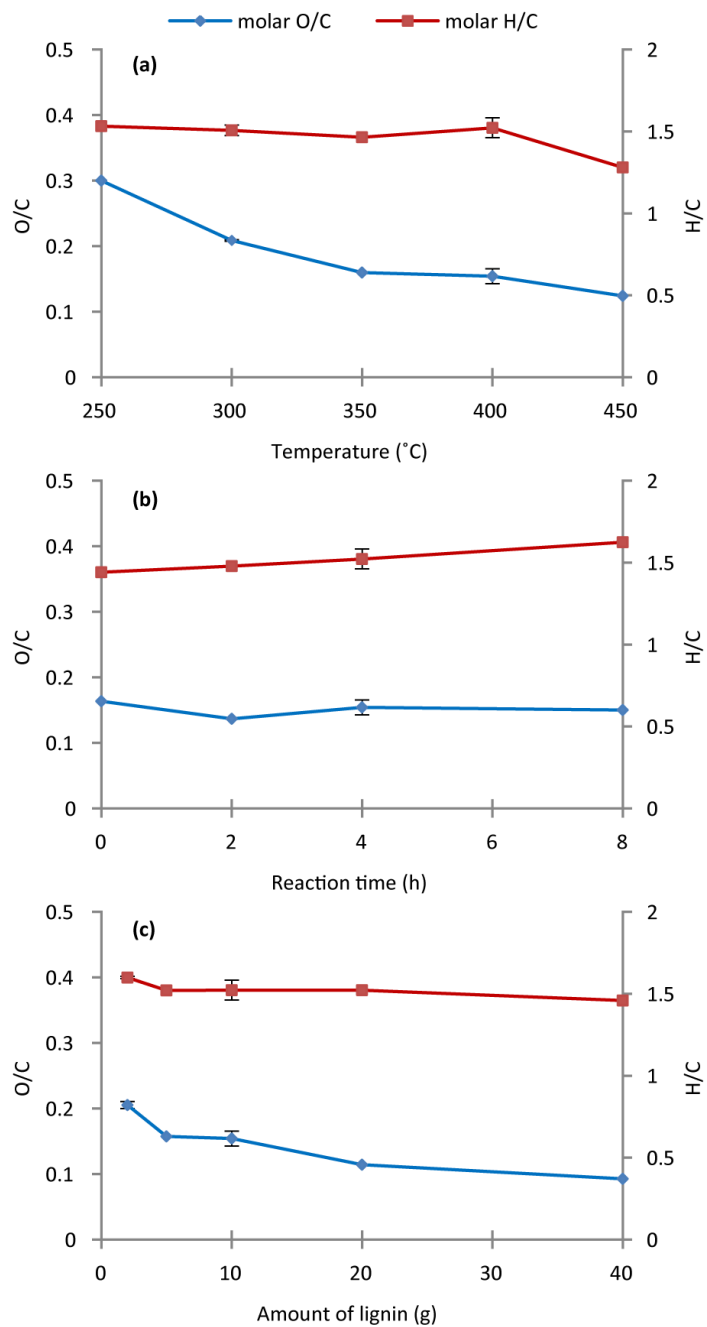 molar O/C molar H/C
(a)
0.5
0.4
0.3
0.2
0.1
0
O/C
2
1.5
1
0.5
0
H/C
250 300 350 400 450
Temperature (˚C)
(b)
0.5
0.4
0.3
0.2
0.1
0
O/C
2
1.5
1
0.5
0
H/C
0 2 4 6 8
Reaction time (h)
(c)
0.5
0.4
0.3
0.2
0.1
0
O/C
2
1.5
1
0.5
0
H/C
0 10 20 30 40
Amount of lignin (g)